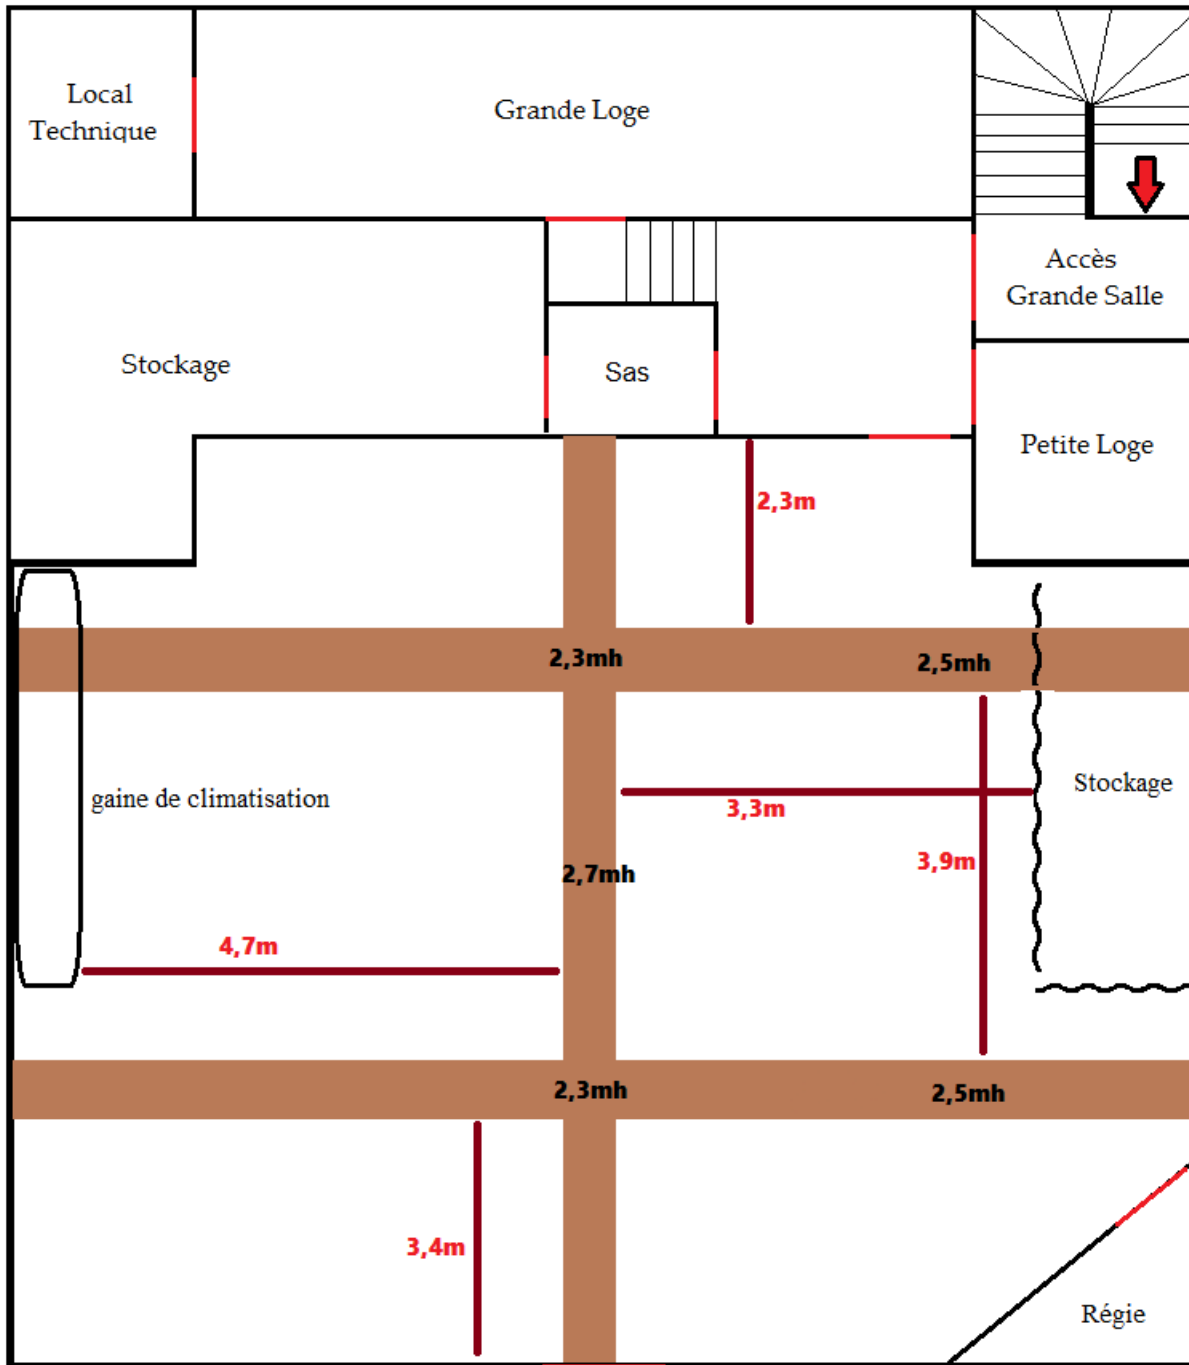 Local
Technique
Grande Loge
Accès
Grande Salle
Stockage
Sas
Petite Loge
2,3m
2,3mh
2,5mh
gaine de climatisation
Stockage
3,3m
2,7mh
3,9m
4,7m
2,3mh
2,5mh
3,4m
Régie